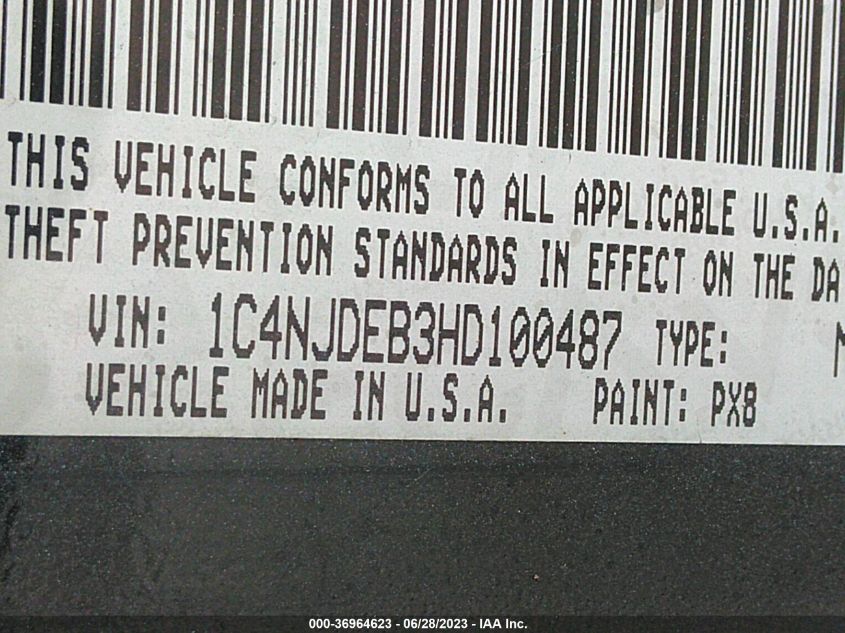 THIS VEHICLE CONFORMS TO ALL APPLICABLE U.S.A.
THEFT PREVENTION STANDARDS IN EFFECT ON THE DA
VIN: 1C4NJDEB3HD100487 TYPE: M
VEHICLE MADE IN U.S.A. PAINT: PX8
000-36964623 - 06/28/2023 - IAA Inc.